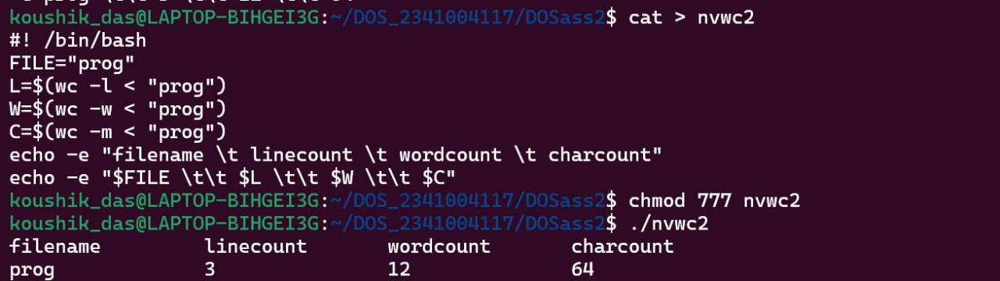 koushik_das@LAPTOP-BIHGEI3G:~/DOS_2341004117/DOSass2$ cat > nvwc2
#! /bin/bash
FILE="prog"
L=$(wc -l < "prog")
W=$(wc -w < "prog")
C=$(wc -m < "prog")
echo -e "filename \t linecount \t wordcount \t charcount"
echo -e "$FILE \t\t $L \t\t $W \t\t $C"
koushik_das@LAPTOP-BIHGEI3G:~/DOS_2341004117/DOSass2$ chmod 777 nvwc2
koushik_das@LAPTOP-BIHGEI3G:~/DOS_2341004117/DOSass2$ ./nvwc2
filename linecount wordcount charcount
prog 3 12 64